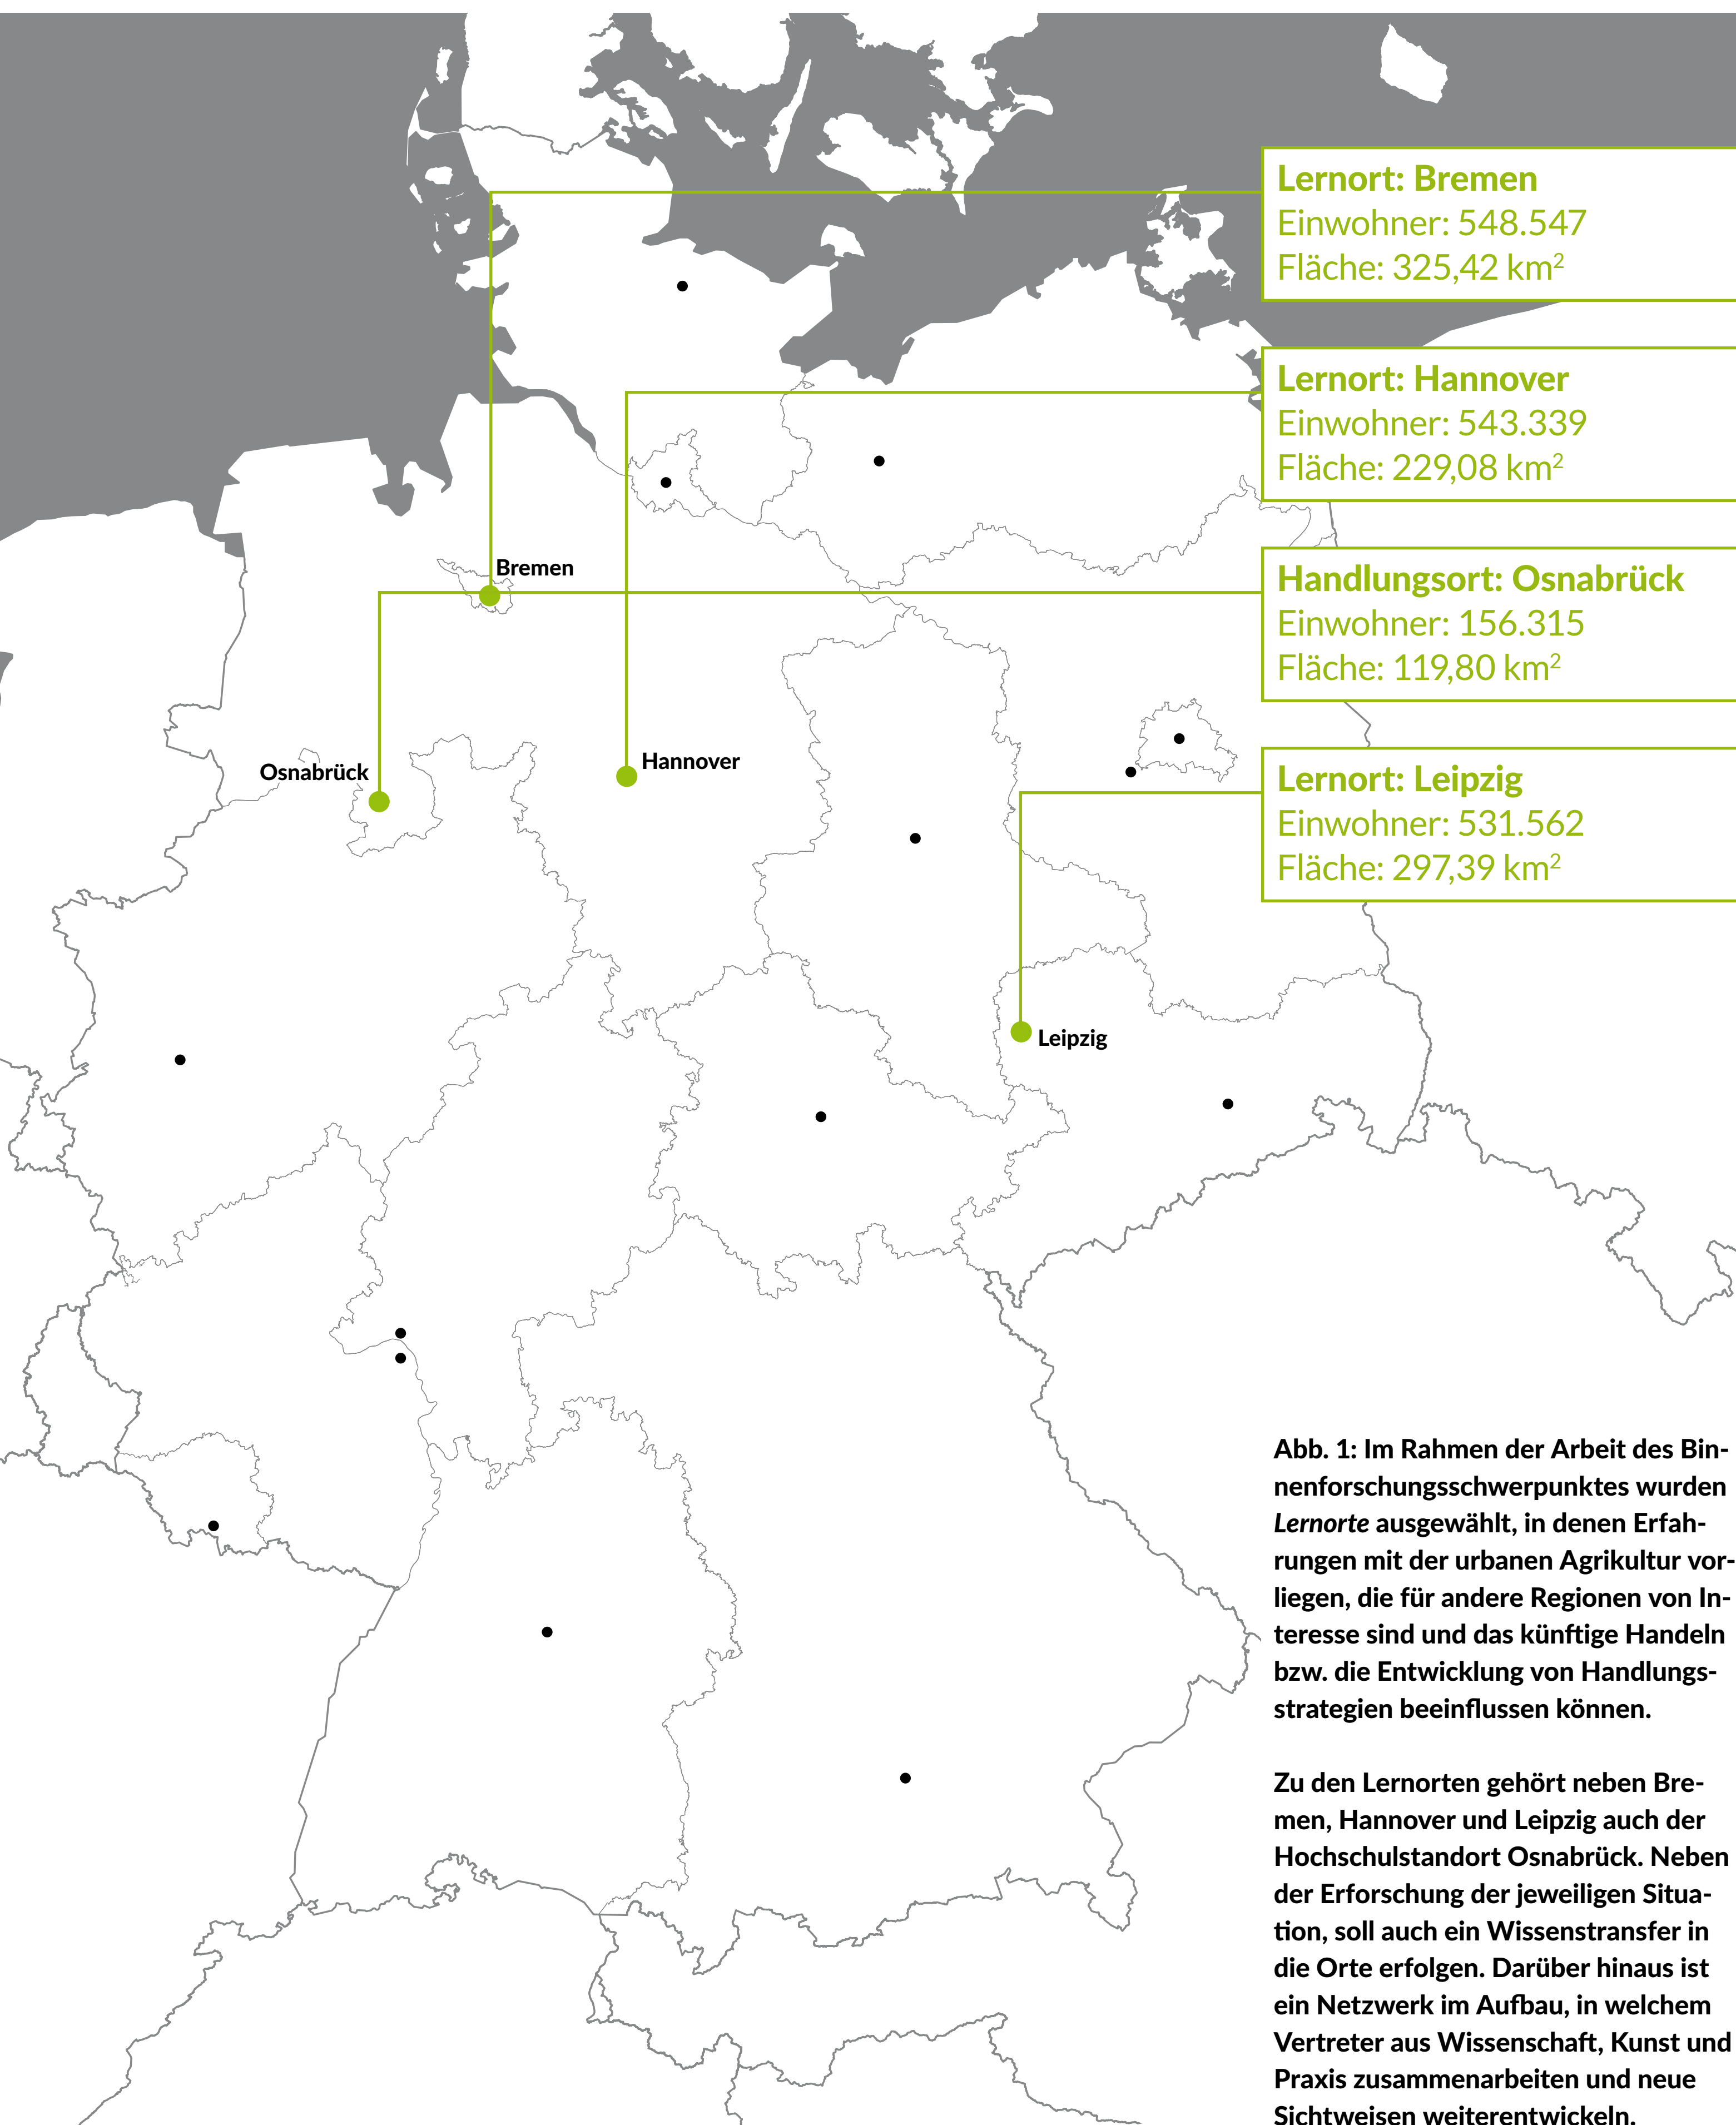 Lernort: Bremen
Einwohner: 548.547
Fläche: 325,42 km²
Lernort: Hannover
Einwohner: 543.339
Fläche: 229,08 km²
Handlungsort: Osnabrück
Einwohner: 156.315
Fläche: 119,80 km²
Lernort: Leipzig
Einwohner: 531.562
Fläche: 297,39 km²
Bremen
Osnabrück
Hannover
Leipzig
Abb. 1: Im Rahmen der Arbeit des Bin-
nenforschungsschwerpunktes wurden
Lernorte ausgewählt, in denen Erfah-
rungen mit der urbanen Agrikultur vor-
liegen, die für andere Regionen von In-
teresse sind und das künftige Handeln
bzw. die Entwicklung von Handlungs-
strategien beeinflussen können.
Zu den Lernorten gehört neben Bre-
men, Hannover und Leipzig auch der
Hochschulstandort Osnabrück. Neben
der Erforschung der jeweiligen Situa-
tion, soll auch ein Wissenstransfer in
die Orte erfolgen. Darüber hinaus ist
ein Netzwerk im Aufbau, in welchem
Vertreter aus Wissenschaft, Kunst und
Praxis zusammenarbeiten und neue
Sichtweisen weiterentwickeln.